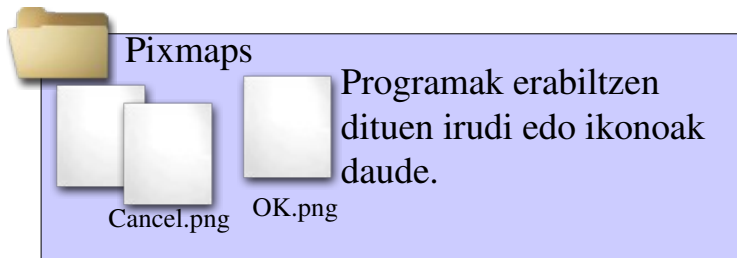 Pixmaps
Programak erabiltzen
dituen irudi edo ikonoak
daude.
Cancel.png
OK.png